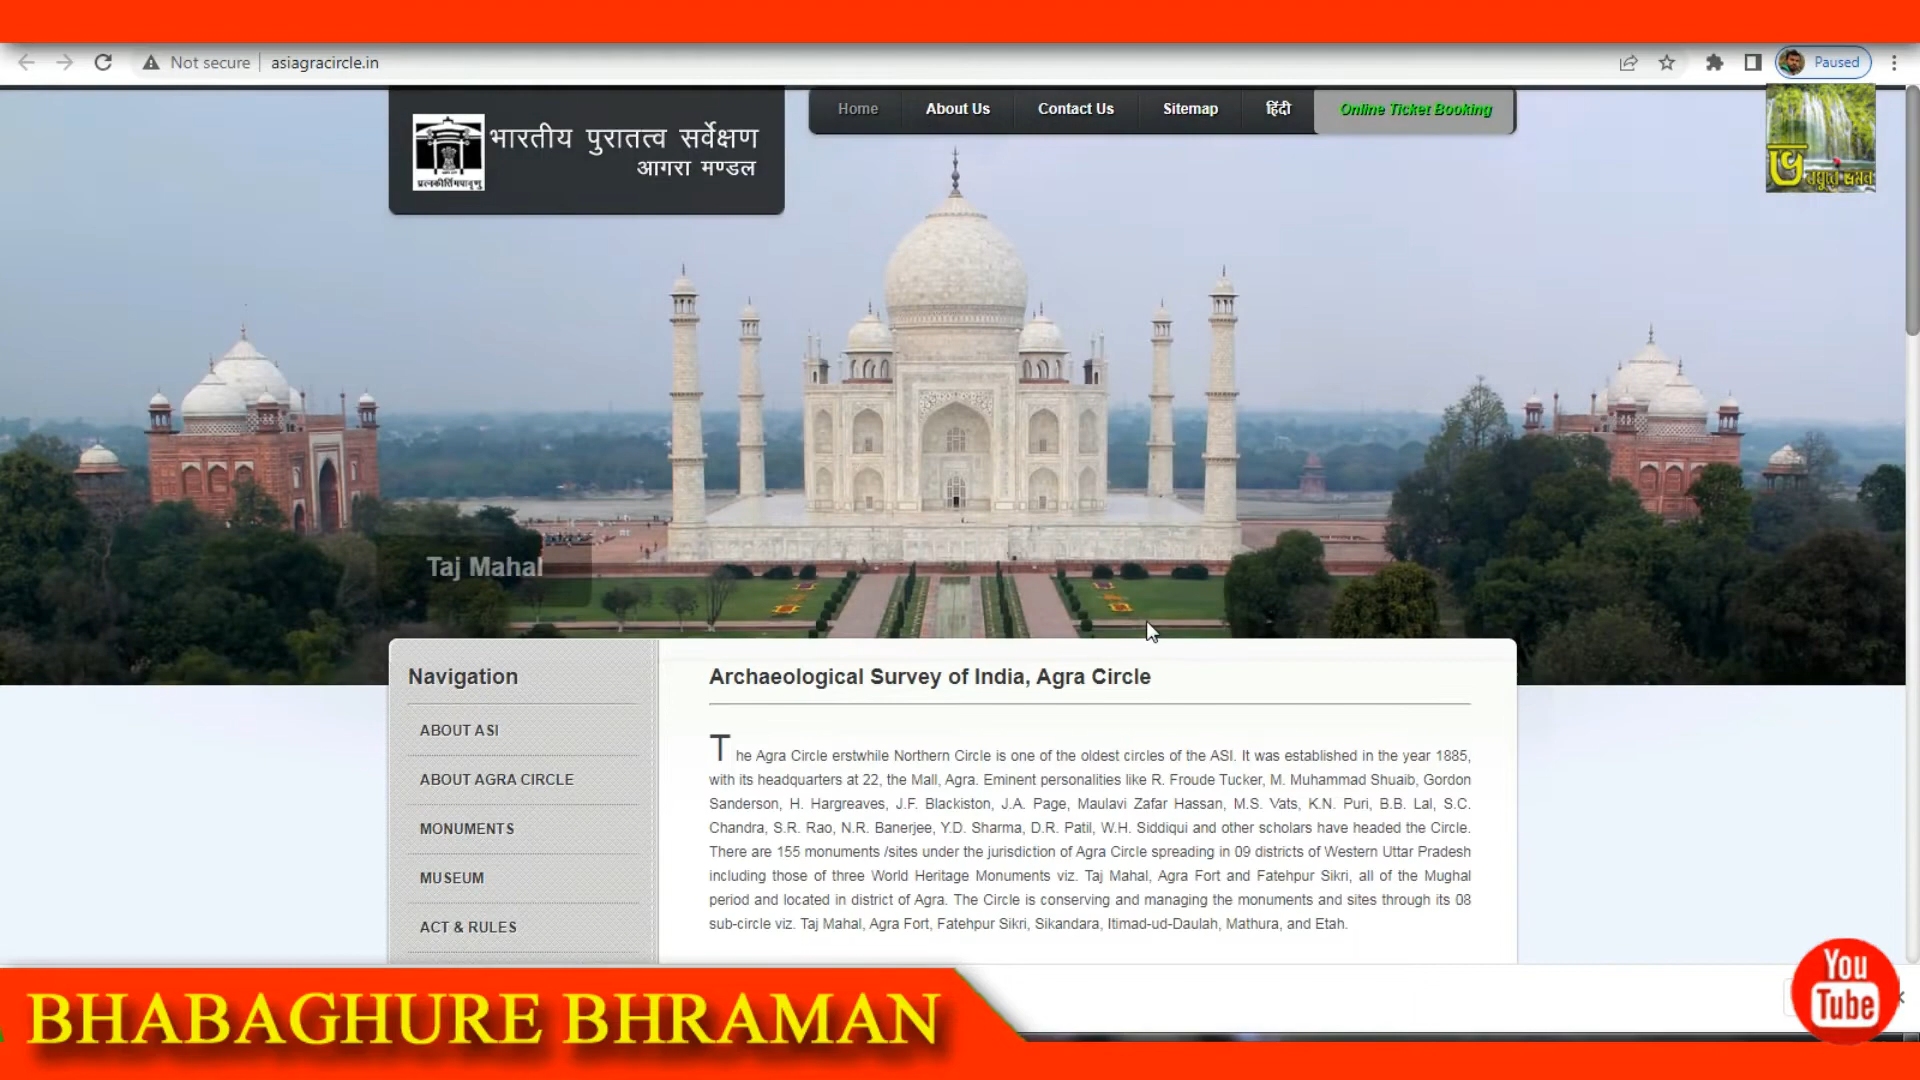 Not secure
asiagracircle.in
Paused
Home
About Us
Contact Us
Sitemap
हिंदी
Online Ticket Booking
भारतीय पुरातत्व सर्वेक्षण
आगरा मण्डल
Taj Mahal
Navigation
ABOUT ASI
ABOUT AGRA CIRCLE
MONUMENTS
MUSEUM
ACT & RULES
Archaeological Survey of India, Agra Circle
The Agra Circle erstwhile Northern Circle is one of the oldest circles of the ASI. It was established in the year 1885,
with its headquarters at 22, the Mall, Agra. Eminent personalities like R. Froude Tucker, M. Muhammad Shuaib, Gordon
Sanderson, H. Hargreaves, J.F. Blackiston, J.A. Page, Maulavi Zafar Hassan, M.S. Vats, K.N. Puri, B.B. Lal, S.C.
Chandra, S.R. Rao, N.R. Banerjee, Y.D. Sharma, D.R. Patil, W.H. Siddiqui and other scholars have headed the Circle.
There are 155 monuments /sites under the jurisdiction of Agra Circle spreading in 09 districts of Western Uttar Pradesh
including those of three World Heritage Monuments viz. Taj Mahal, Agra Fort and Fatehpur Sikri, all of the Mughal
period and located in district of Agra. The Circle is conserving and managing the monuments and sites through its 08
sub-circle viz. Taj Mahal, Agra Fort, Fatehpur Sikri, Sikandara, Itimad-ud-Daulah, Mathura, and Etah.
BHABAGHURE BHRAMAN
You
Tube